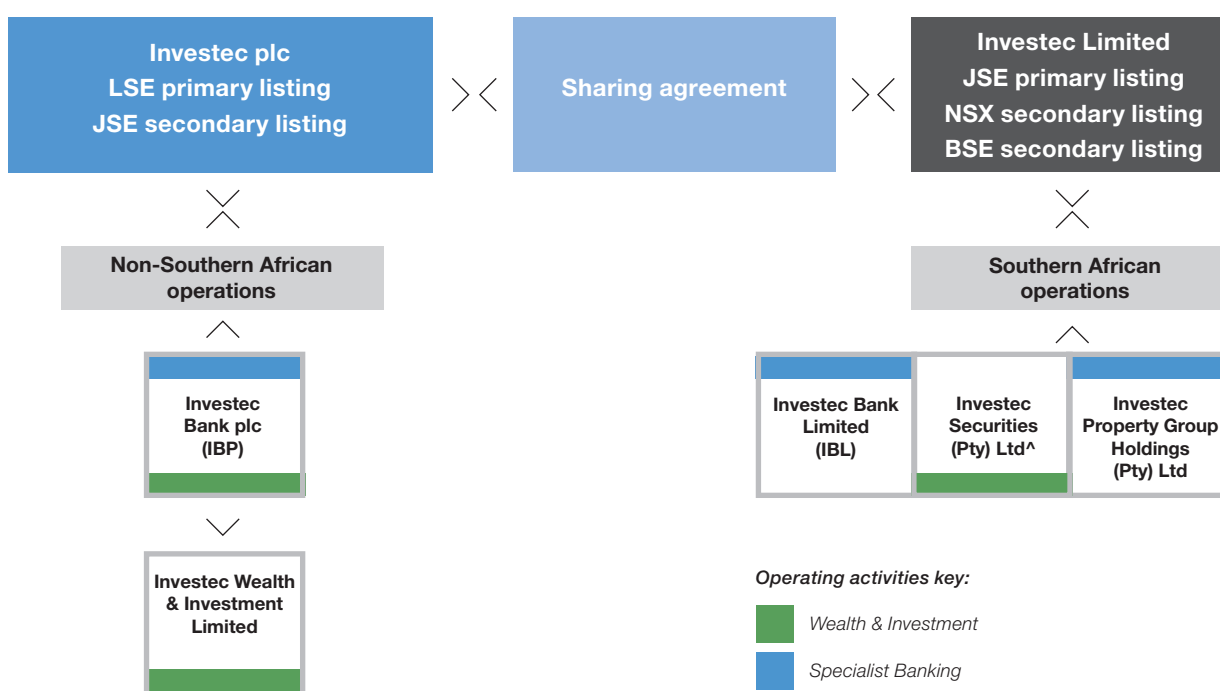 Investec plc
LSE primary listing
JSE secondary listing
Sharing agreement
Investec Limited
JSE primary listing
NSX secondary listing
BSE secondary listing
Non-Southern African
operations
Southern African
operations
Investec
Bank plc
(IBP)
Investec Bank
Limited
(IBL)
Investec
Securities
(Pty) Ltd^
Investec
Property Group
Holdings
(Pty) Ltd
Investec Wealth
& Investment
Limited
Operating activities key:
Wealth & Investment
Specialist Banking